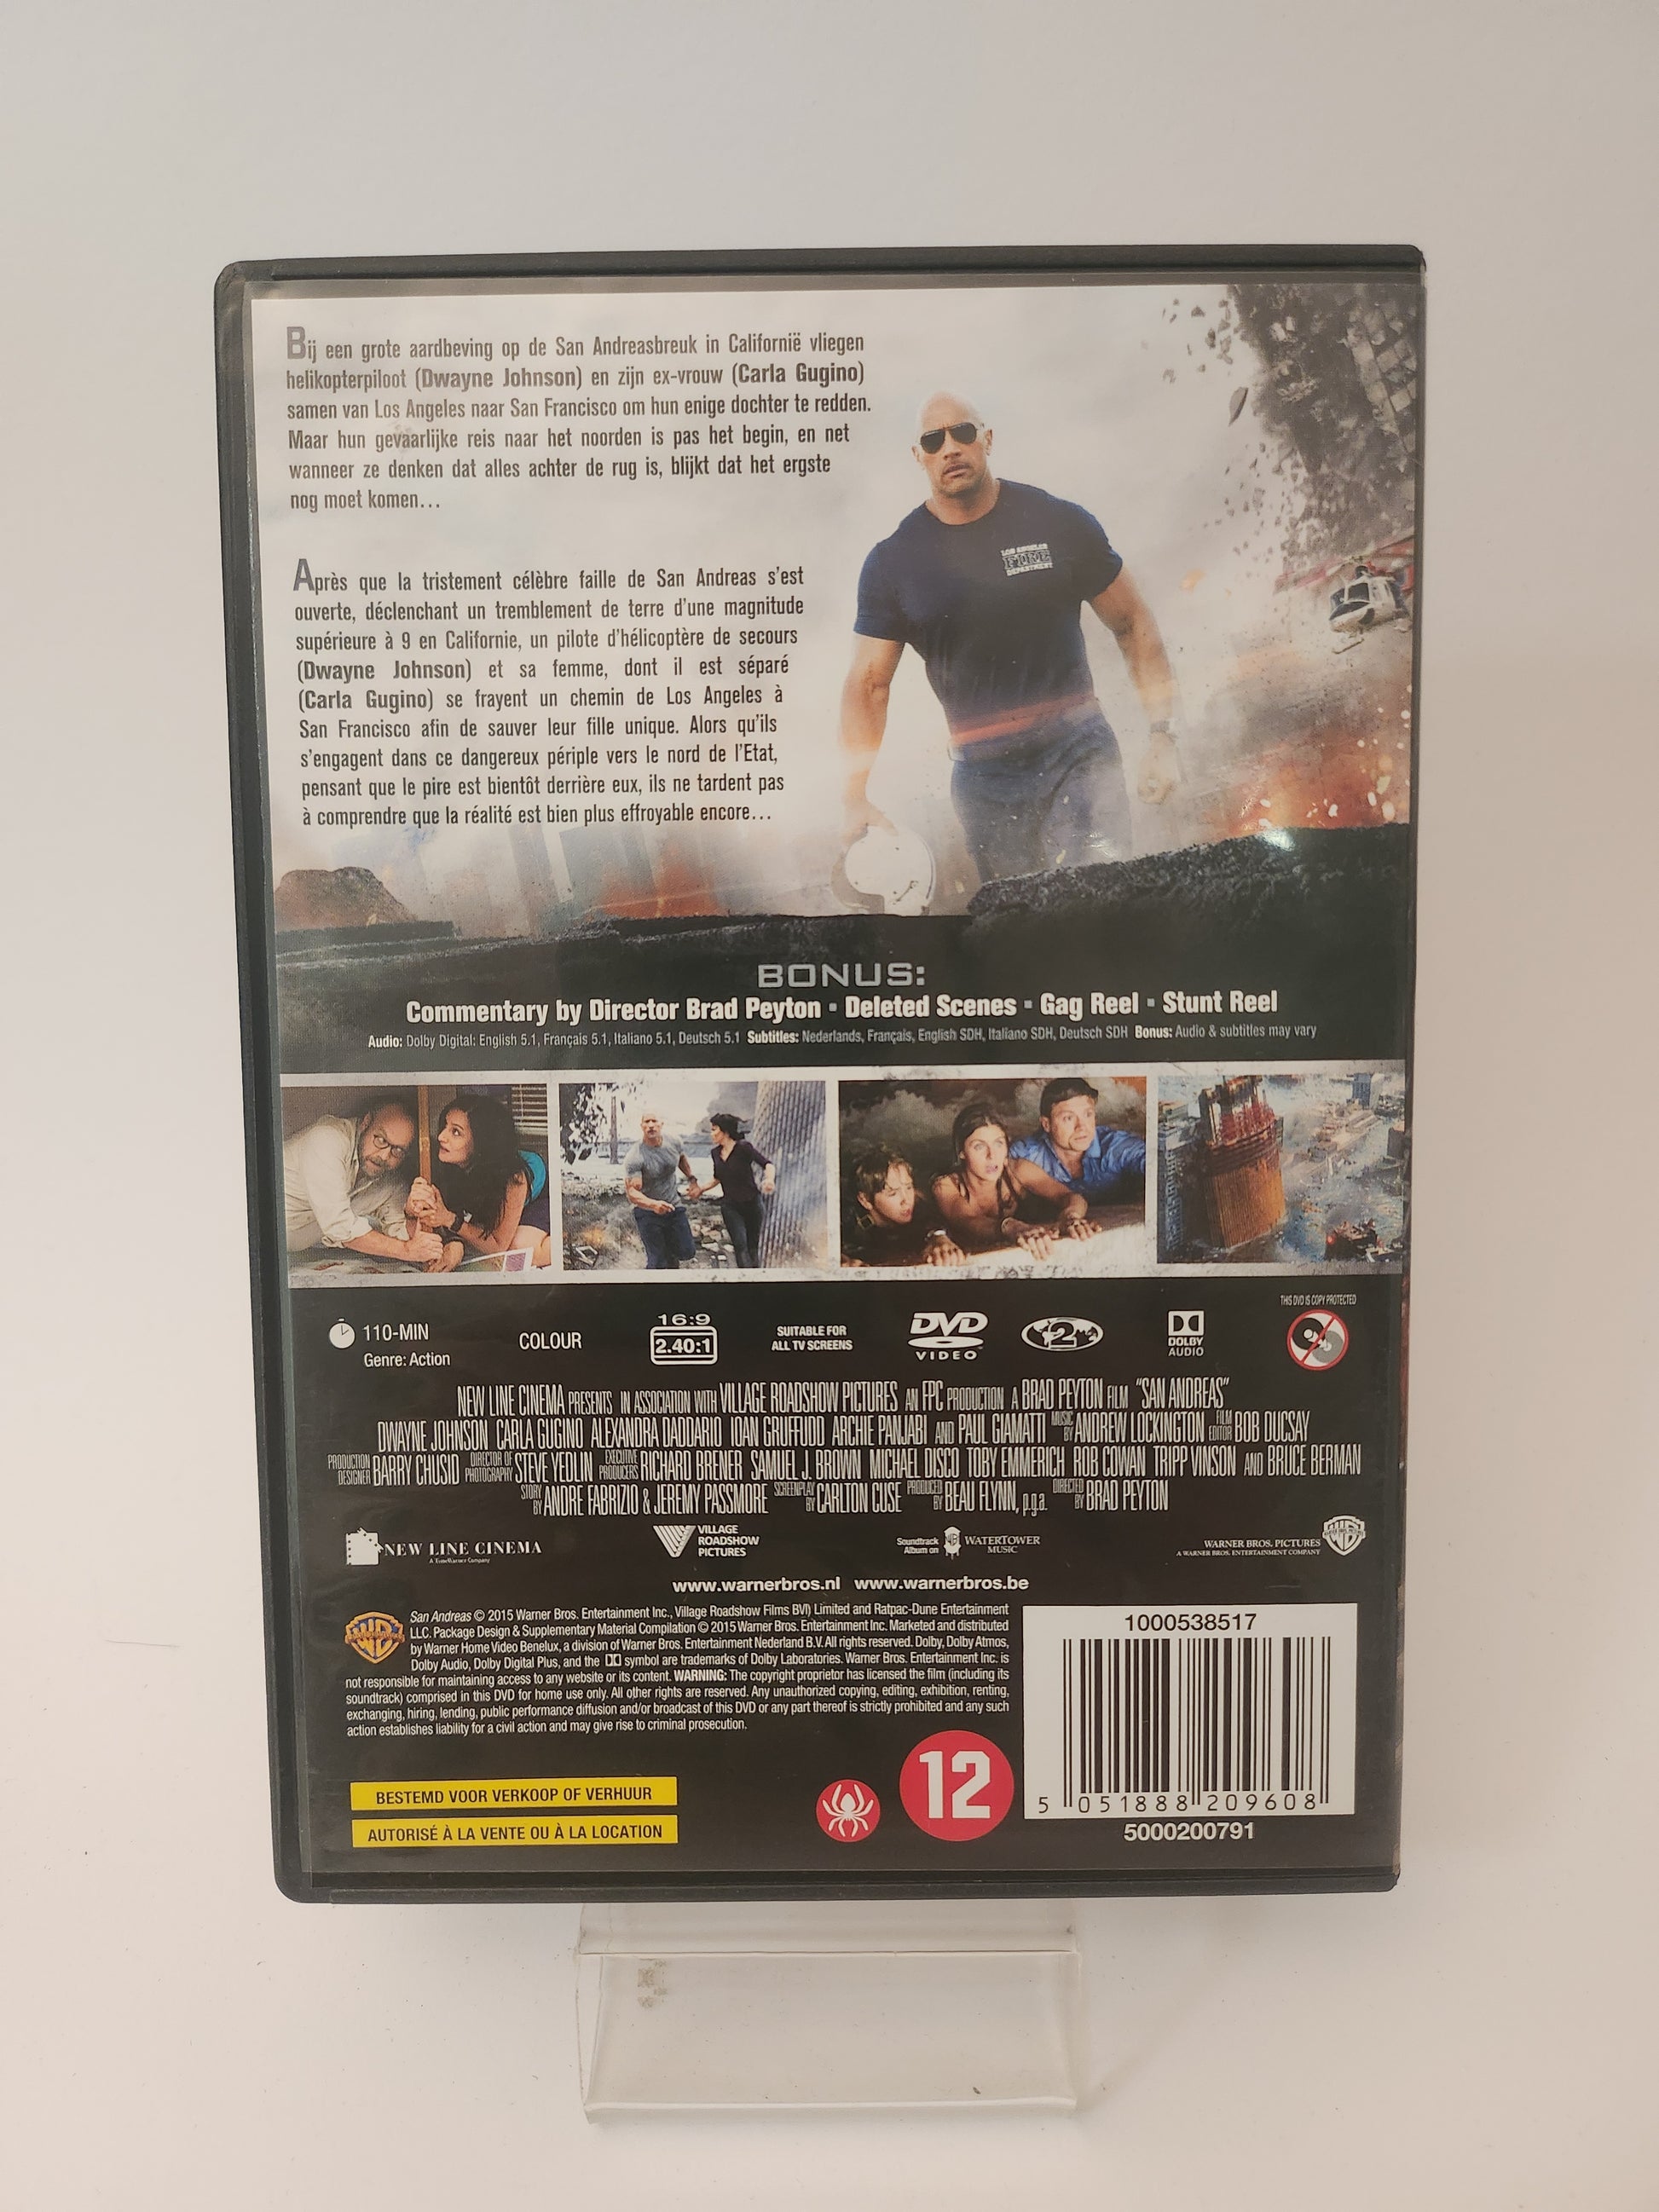 Bij een grote aardbeving op de San Andreasbreuk in Californië vliegen
helikopterpiloot (Dwayne Johnson) en zijn ex-vrouw (Carla Gugino)
samen van Los Angeles naar San Francisco om hun enige dochter te redden.
Maar hun gevaarlijke reis naar het noorden is pas het begin, en net
wanneer ze denken dat alles achter de rug is, blijkt dat het ergste
nog moet komen...
Après que la tristement célèbre faille de San Andreas s'est
ouverte, déclenchant un tremblement de terre d'une magnitude
supérieure à 9 en Californie, un pilote d'hélicoptère de secours
(Dwayne Johnson) et sa femme, dont il est séparé
(Carla Gugino) se frayent un chemin de Los Angeles à
San Francisco afin de sauver leur fille unique. Alors qu'ils
s'engagent dans ce dangereux périple vers le nord de l'Etat,
pensant que le pire est bientôt derrière eux, ils ne tardent pas
à comprendre que la réalité est bien plus effroyable encore...
LOS ANGELES
FIRE
DEPARTMENT
BONUS:
Commentary by Director Brad Peyton ▪ Deleted Scenes ▪ Gag Reel ▪ Stunt Reel
Audio: Dolby Digital: English 5.1, Français 5.1, Italiano 5.1, Deutsch 5.1 Subtitles: Nederlands, Français, English SDH, Italiano SDH, Deutsch SDH Bonus: Audio & subtitles may vary
110-MIN
Genre: Action
COLOUR
16:9
2.40:1
SUITABLE FOR
ALL TV SCREENS
DVD
VIDEO
2
DOLBY
AUDIO
THIS DVD IS COPY PROTECTED
NEW LINE CINEMA PRESENTS IN ASSOCIATION WITH VILLAGE ROADSHOW PICTURES AN FPC PRODUCTION A BRAD PEYTON FILM "SAN ANDREAS"
DWAYNE JOHNSON CARLA GUGINO ALEXANDRA DADDARIO IOAN GRUFFUDD ARCHIE PANJABI AND PAUL GIAMATTI MUSIC BY ANDREW LOCKINGTON FILM EDITOR BOB DUCSAY
PRODUCTION DESIGNER BARRY CHUSID DIRECTOR OF PHOTOGRAPHY STEVE YEDLIN EXECUTIVE PRODUCERS RICHARD BRENER SAMUEL J. BROWN MICHAEL DISCO TOBY EMMERICH ROB COWAN TRIPP VINSON AND BRUCE BERMAN
STORY BY ANDRE FABRIZIO & JEREMY PASSMORE SCREENPLAY BY CARLTON CUSE PRODUCED BY BEAU FLYNN, p.g.a. DIRECTED BY BRAD PEYTON
NEW LINE CINEMA
A TimeWarner Company
VILLAGE
ROADSHOW
PICTURES
Soundtrack
Album on
WATERTOWER
MUSIC
WARNER BROS. PICTURES
A WARNER BROS. ENTERTAINMENT COMPANY
www.warnerbros.nl www.warnerbros.be
San Andreas © 2015 Warner Bros. Entertainment Inc., Village Roadshow Films (BVI) Limited and Ratpac-Dune Entertainment
LLC. Package Design & Supplementary Material Compilation © 2015 Warner Bros. Entertainment Inc. Marketed and distributed
by Warner Home Video Benelux, a division of Warner Bros. Entertainment Nederland B.V. All rights reserved. Dolby, Dolby Atmos,
Dolby Audio, Dolby Digital Plus, and the symbol are trademarks of Dolby Laboratories. Warner Bros. Entertainment Inc. is
not responsible for maintaining access to any website or its content. WARNING: The copyright proprietor has licensed the film (including its
soundtrack) comprised in this DVD for home use only. All other rights are reserved. Any unauthorized copying, editing, exhibition, renting,
exchanging, hiring, lending, public performance diffusion and/or broadcast of this DVD or any part thereof is strictly prohibited and any such
action establishes liability for a civil action and may give rise to criminal prosecution.
1000538517
5 051888 209608
5000200791
12
BESTEMD VOOR VERKOOP OF VERHUUR
AUTORISÉ À LA VENTE OU À LA LOCATION